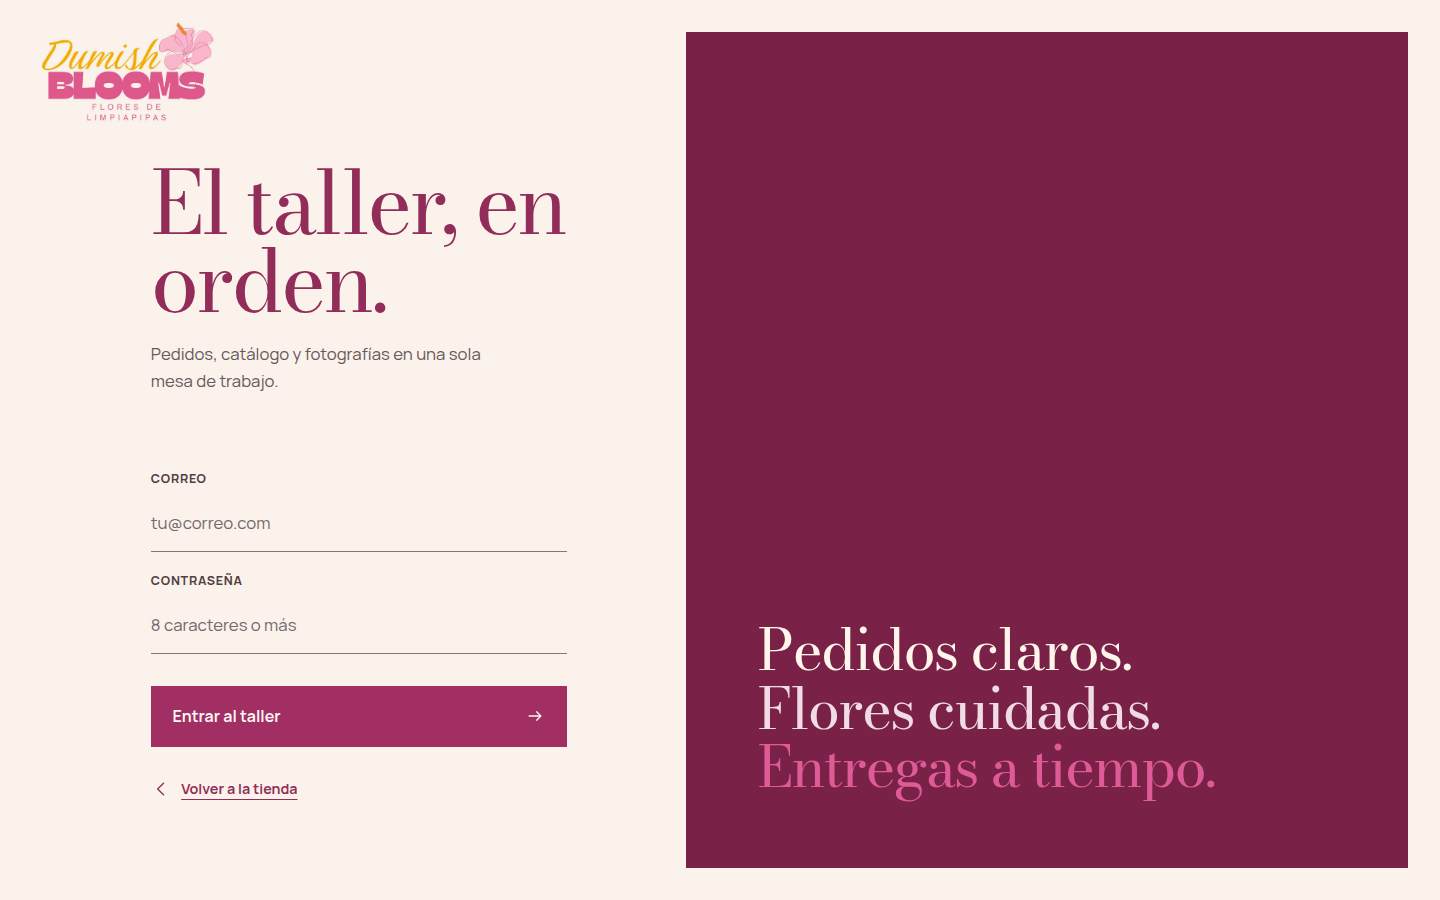 Dumish
BLOOMS
FLORES DE
LIMPIAPIPAS
El taller, en
orden.
Pedidos, catálogo y fotografías en una sola
mesa de trabajo.
CORREO
tu@correo.com
CONTRASEÑA
8 caracteres o más
Entrar al taller
Volver a la tienda
Pedidos claros.
Flores cuidadas.
Entregas a tiempo.